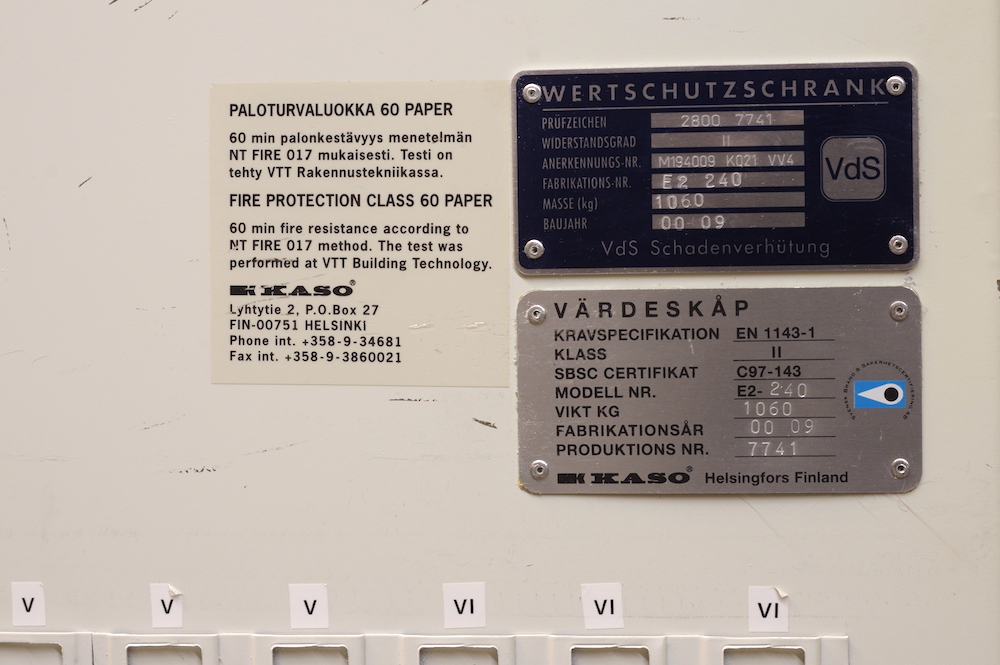 PALOTURVALUOKKA 60 PAPER
60 min palonkestävyys menetelmän
NT FIRE 017 mukaisesti. Testi on
tehty VTT Rakennustekniikassa.
FIRE PROTECTION CLASS 60 PAPER
60 min fire resistance according to
NT FIRE 017 method. The test was
performed at VTT Building Technology.
KASO®
Lyhtytie 2, P.O.Box 27
FIN-00751 HELSINKI
Phone int. +358-9-34681
Fax int. +358-9-3860021
WERTSCHUTZSCHRANK
PRÜFZEICHEN 2800 7741
WIDERSTANDSGRAD II
ANERKENNUNGS-NR. M194009 K021 VV4
FABRIKATIONS-NR. E2 240
MASSE (kg) 1060
BAUJAHR 00 09
VdS
VdS Schadenverhütung
VÄRDESKÅP
KRAVSPECIFIKATION EN 1143-1
KLASS II
SBSC CERTIFIKAT C97-143
MODELL NR. E2- 240
VIKT KG 1060
FABRIKATIONSÅR 00 09
PRODUKTIONS NR. 7741
SVENSK BRAND & SÄKERHETSCERTIFIERING AB
KASO® Helsingfors Finland
V
V
V
VI
VI
VI